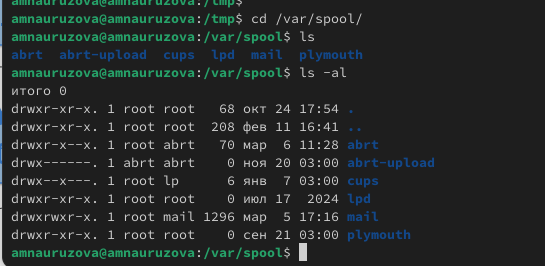 amnauruzova@amnauruzova:/tmp$
amnauruzova@amnauruzova:/tmp$ cd /var/spool/
amnauruzova@amnauruzova:/var/spool$ ls
abrt  abrt-upload  cups  lpd  mail  plymouth
amnauruzova@amnauruzova:/var/spool$ ls -al
итого 0
drwxr-xr-x. 1 root root   68 окт 24 17:54 .
drwxr-xr-x. 1 root root  208 фев 11 16:41 ..
drwxr-x--x. 1 root abrt   70 мар  6 11:28 abrt
drwx------. 1 abrt abrt    0 ноя 20 03:00 abrt-upload
drwx--x---. 1 root lp      6 янв  7 03:00 cups
drwxr-xr-x. 1 root root    0 июл 17  2024 lpd
drwxrwxr-x. 1 root mail 1296 мар  5 17:16 mail
drwxr-xr-x. 1 root root    0 сен 21 03:00 plymouth
amnauruzova@amnauruzova:/var/spool$